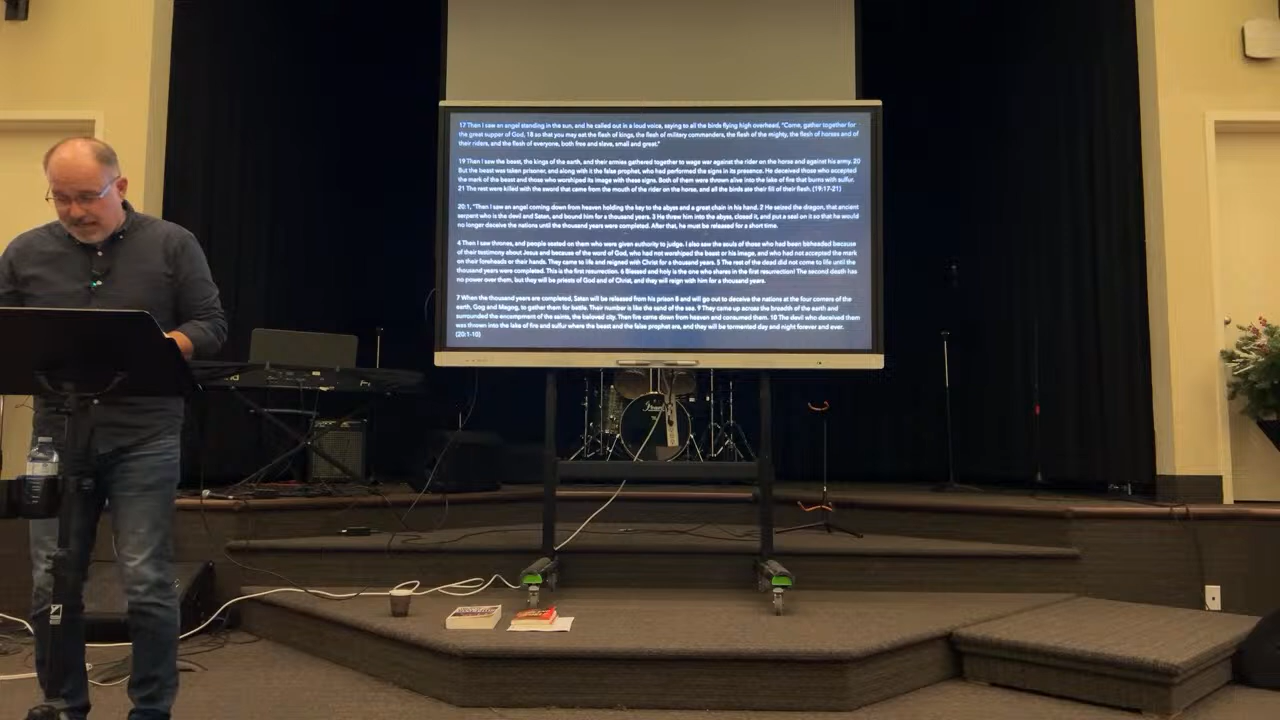 17 Then I saw an angel standing in the sun, and he called out in a loud voice, saying to all the birds flying high overhead, "Come, gather together for
the great supper of God, 18 so that you may eat the flesh of kings, the flesh of military commanders, the flesh of the mighty, the flesh of horses and of
their riders, and the flesh of everyone, both free and slave, small and great."
19 Then I saw the beast, the kings of the earth, and their armies gathered together to wage war against the rider on the horse and against his army. 20
But the beast was taken prisoner, and along with it the false prophet, who had performed the signs in its presence. He deceived those who accepted
the mark of the beast and those who worshiped its image with these signs. Both of them were thrown alive into the lake of fire that burns with sulfur.
21 The rest were killed with the sword that came from the mouth of the rider on the horse, and all the birds ate their fill of their flesh. (19:17-21)
20:1, "Then I saw an angel coming down from heaven holding the key to the abyss and a great chain in his hand. 2 He seized the dragon, that ancient
serpent who is the devil and Satan, and bound him for a thousand years. 3 He threw him into the abyss, closed it, and put a seal on it so that he would
no longer deceive the nations until the thousand years were completed. After that, he must be released for a short time.
4 Then I saw thrones, and people seated on them who were given authority to judge. I also saw the souls of those who had been beheaded because
of their testimony about Jesus and because of the word of God, who had not worshiped the beast or his image, and who had not accepted the mark
on their foreheads or their hands. They came to life and reigned with Christ for a thousand years. 5 The rest of the dead did not come to life until the
thousand years were completed. This is the first resurrection. 6 Blessed and holy is the one who shares in the first resurrection! The second death has
no power over them, but they will be priests of God and of Christ, and they will reign with him for a thousand years.
7 When the thousand years are completed, Satan will be released from his prison 8 and will go out to deceive the nations at the four corners of the
earth, Gog and Magog, to gather them for battle. Their number is like the sand of the sea. 9 They came up across the breadth of the earth and
surrounded the encampment of the saints, the beloved city. Then fire came down from heaven and consumed them. 10 The devil who deceived them
was thrown into the lake of fire and sulfur where the beast and the false prophet are, and they will be tormented day and night forever and ever.
(20:1-10)